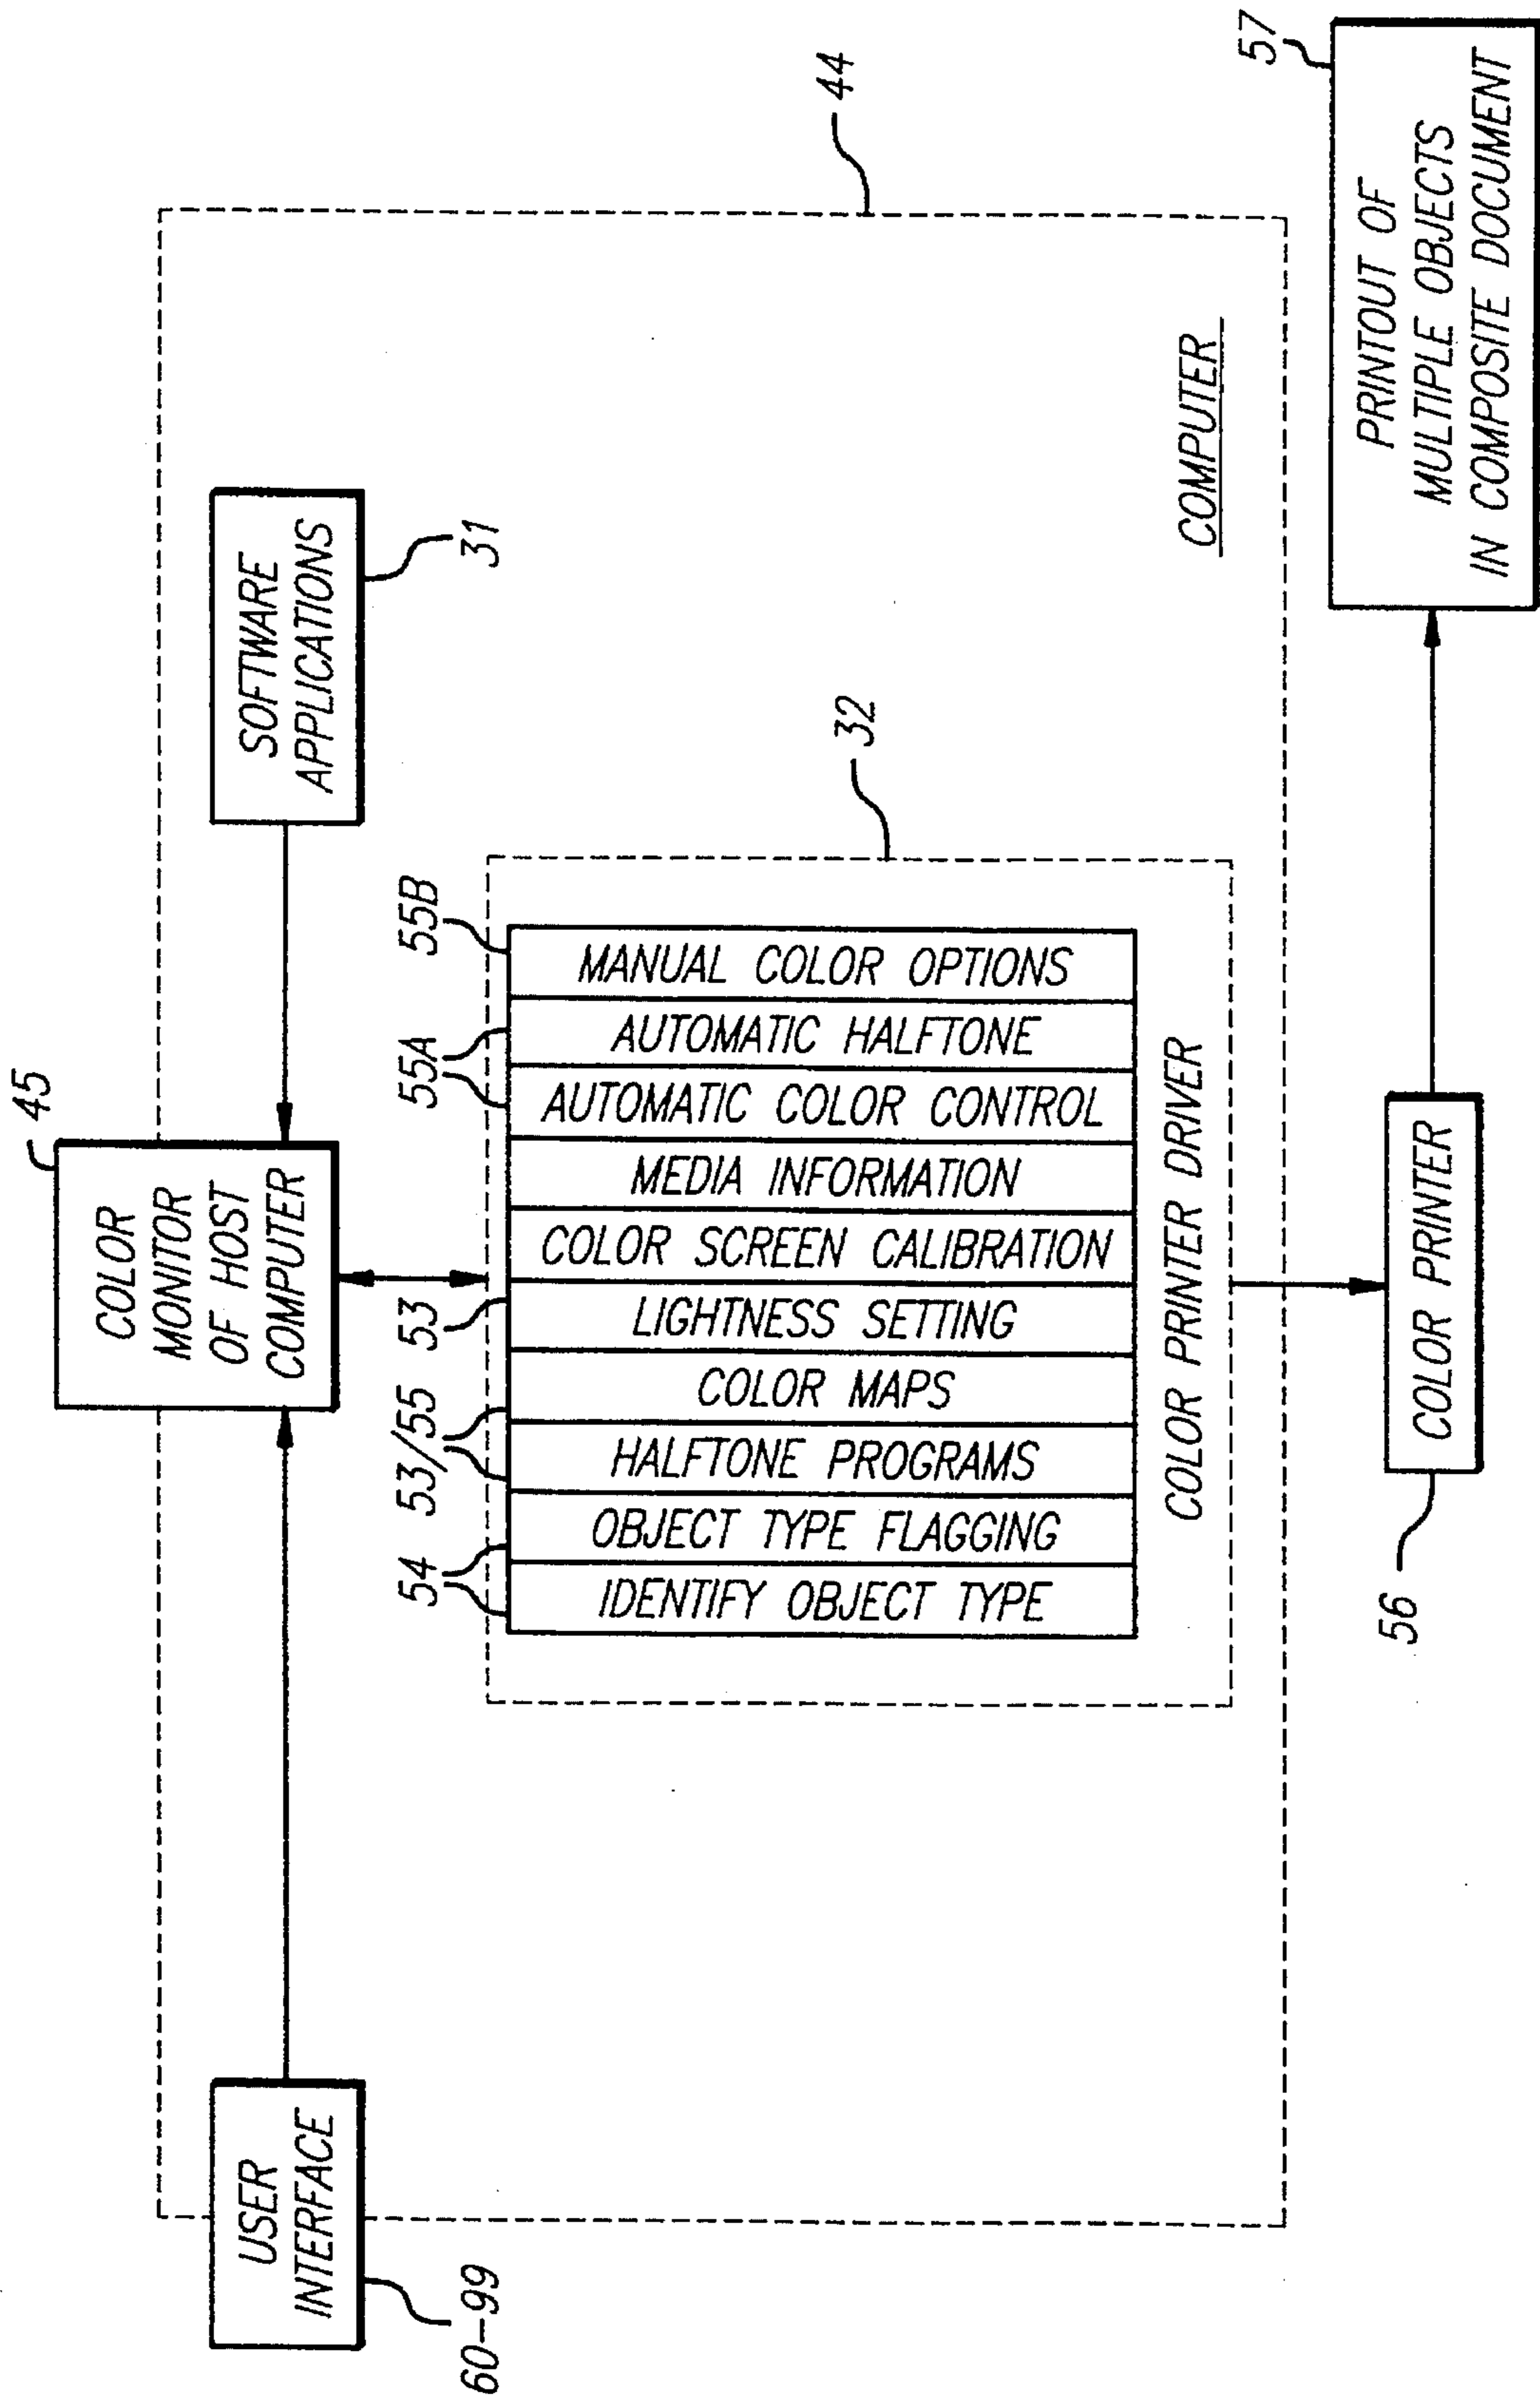 45
COLOR
MONITOR
OF HOST
COMPUTER
USER
INTERFACE
60-99
SOFTWARE
APPLICATIONS
31
44
COMPUTER
32
54
53/55
53
55A
55B
MANUAL COLOR OPTIONS
AUTOMATIC HALFTONE
AUTOMATIC COLOR CONTROL
MEDIA INFORMATION
COLOR SCREEN CALIBRATION
LIGHTNESS SETTING
COLOR MAPS
HALFTONE PROGRAMS
OBJECT TYPE FLAGGING
IDENTIFY OBJECT TYPE
COLOR PRINTER DRIVER
COLOR PRINTER
56
57
PRINTOUT OF
MULTIPLE OBJECTS
IN COMPOSITE DOCUMENT